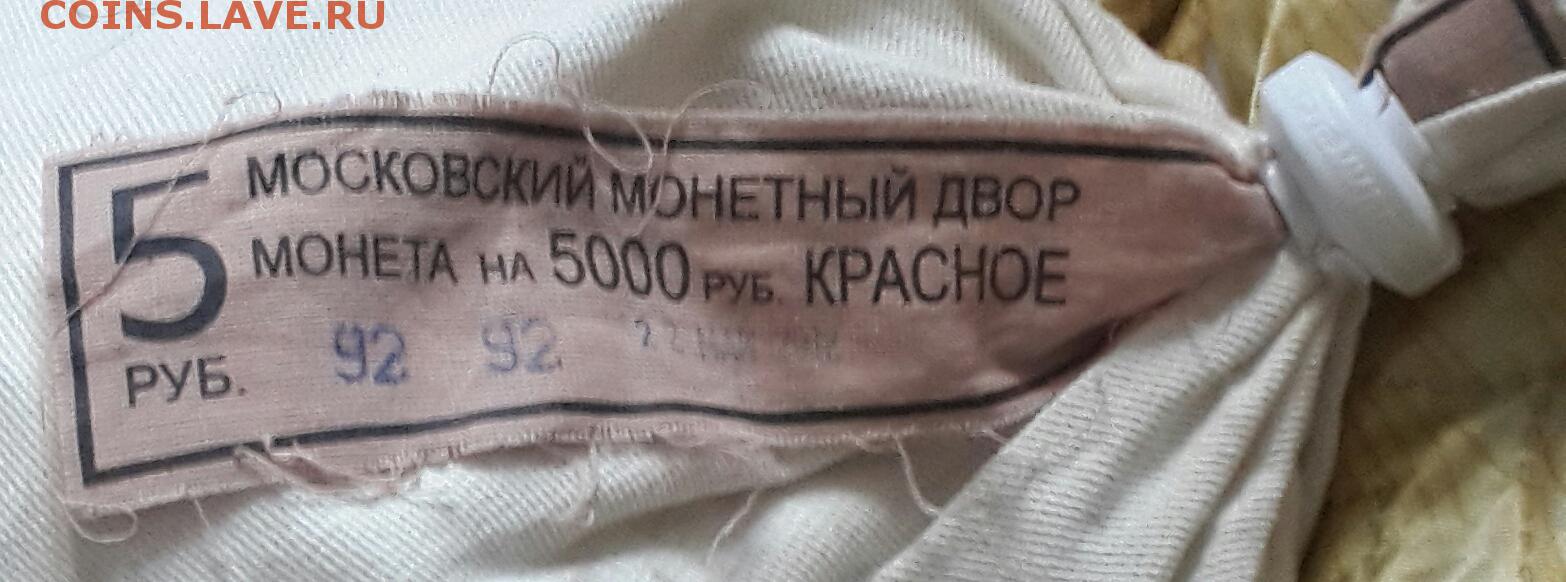 COINS.LAVE.RU
5 РУБ.
МОСКОВСКИЙ МОНЕТНЫЙ ДВОР
МОНЕТА НА 5000 РУБ. КРАСНОЕ
92 92